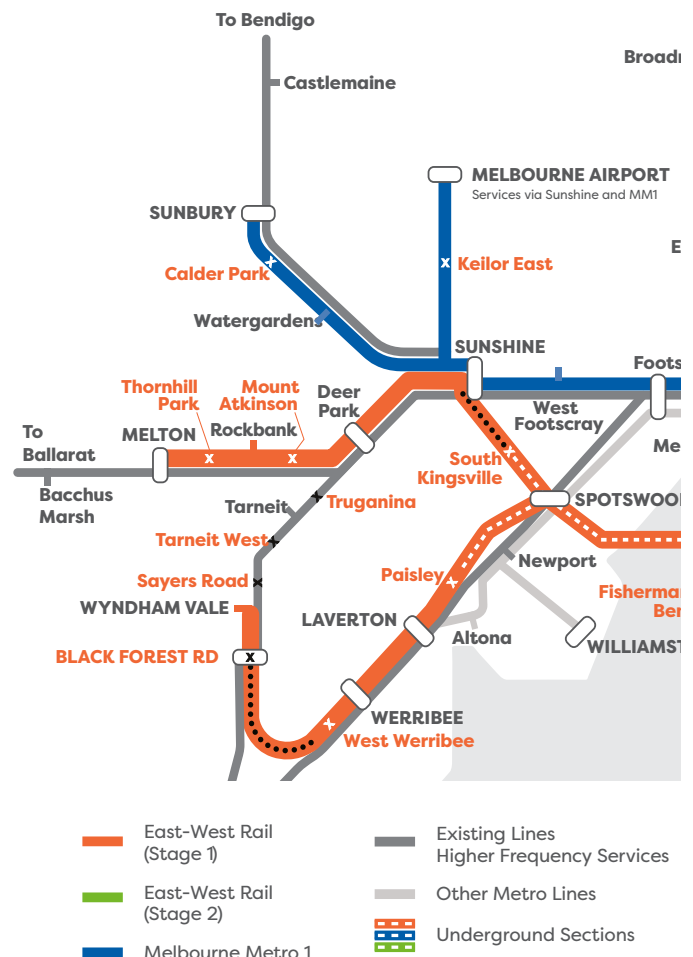 To Bendigo
Broadm
Castlemaine
MELBOURNE AIRPORT
Services via Sunshine and MM1
SUNBURY
E
Calder Park
Keilor East
Watergardens
SUNSHINE
Foots
Thornhill
Park
Mount
Atkinson
Deer
Park
West
Footscray
To
Ballarat
MELTON
Rockbank
Me
South
Kingsville
Bacchus
Marsh
Tarneit
Truganina
SPOTSWOO
Tarneit West
Newport
Sayers Road
Paisley
Fisherma
Ber
WYNDHAM VALE
LAVERTON
Altona
WILLIAMST
BLACK FOREST RD
WERRIBEE
West Werribee
East-West Rail
(Stage 1)
Existing Lines
Higher Frequency Services
East-West Rail
(Stage 2)
Other Metro Lines
Underground Sections
Melbourne Metro 1